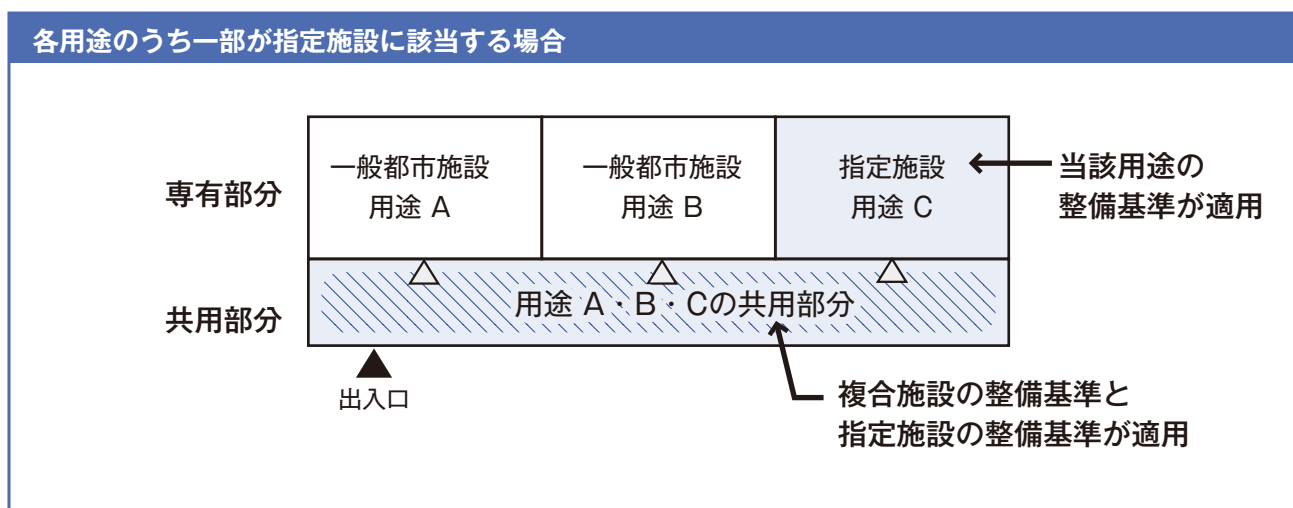 各用途のうち一部が指定施設に該当する場合
専有部分
一般都市施設
用途 A
一般都市施設
用途 B
指定施設
用途 C
当該用途の
整備基準が適用
共用部分
用途 A・B・Cの共用部分
出入口
複合施設の整備基準と
指定施設の整備基準が適用